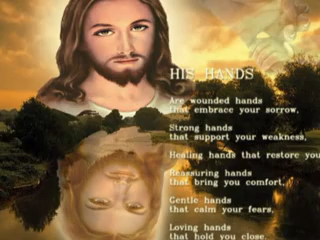 HIS HANDS
Are wounded hands
that embrace your sorrow,
Strong hands
that support your weakness,
Healing hands that restore you
Reassuring hands
that bring you comfort,
Gentle hands
that calm your fears,
Loving hands
that hold you close.